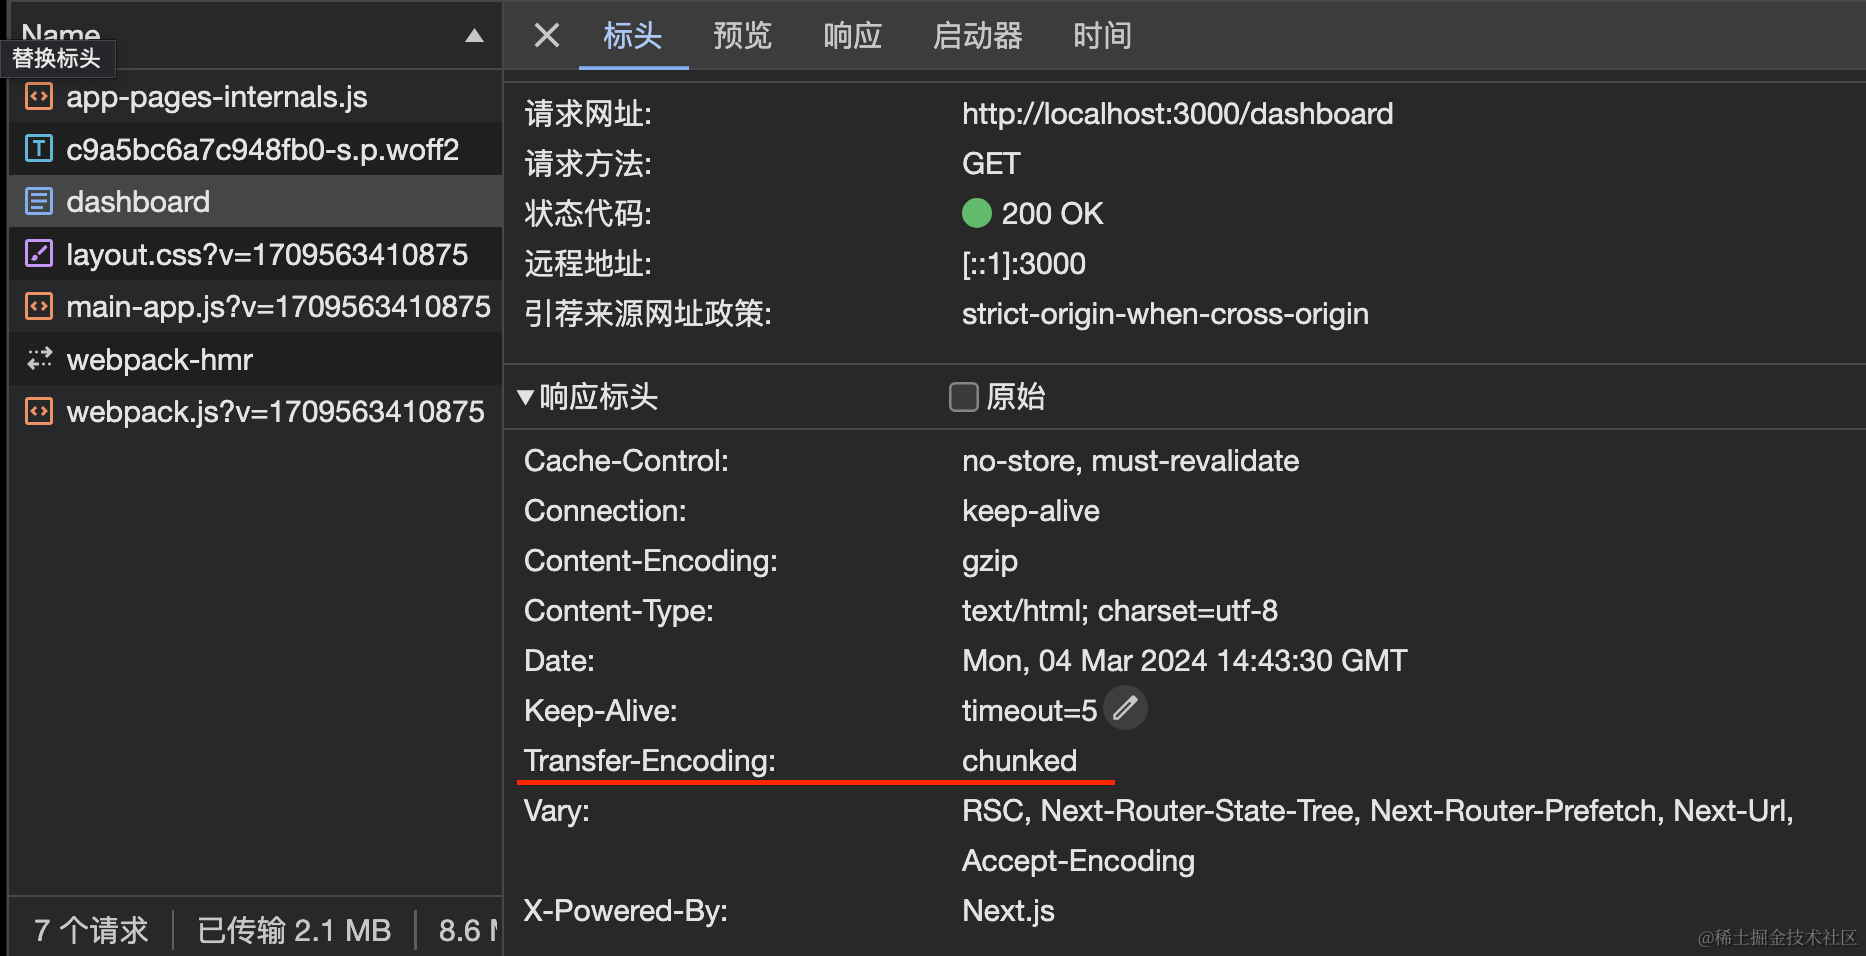 Name
替换标头
app-pages-internals.js
c9a5bc6a7c948fb0-s.p.woff2
dashboard
layout.css?v=1709563410875
main-app.js?v=1709563410875
webpack-hmr
webpack.js?v=1709563410875
7 个请求 已传输 2.1 MB 8.6
标头 预览 响应 启动器 时间
请求网址: http://localhost:3000/dashboard
请求方法: GET
状态代码: 200 OK
远程地址: [::1]:3000
引荐来源网址政策: strict-origin-when-cross-origin
响应标头 原始
Cache-Control: no-store, must-revalidate
Connection: keep-alive
Content-Encoding: gzip
Content-Type: text/html; charset=utf-8
Date: Mon, 04 Mar 2024 14:43:30 GMT
Keep-Alive: timeout=5
Transfer-Encoding: chunked
Vary: RSC, Next-Router-State-Tree, Next-Router-Prefetch, Next-Url,
Accept-Encoding
X-Powered-By: Next.js
@稀土掘金技术社区